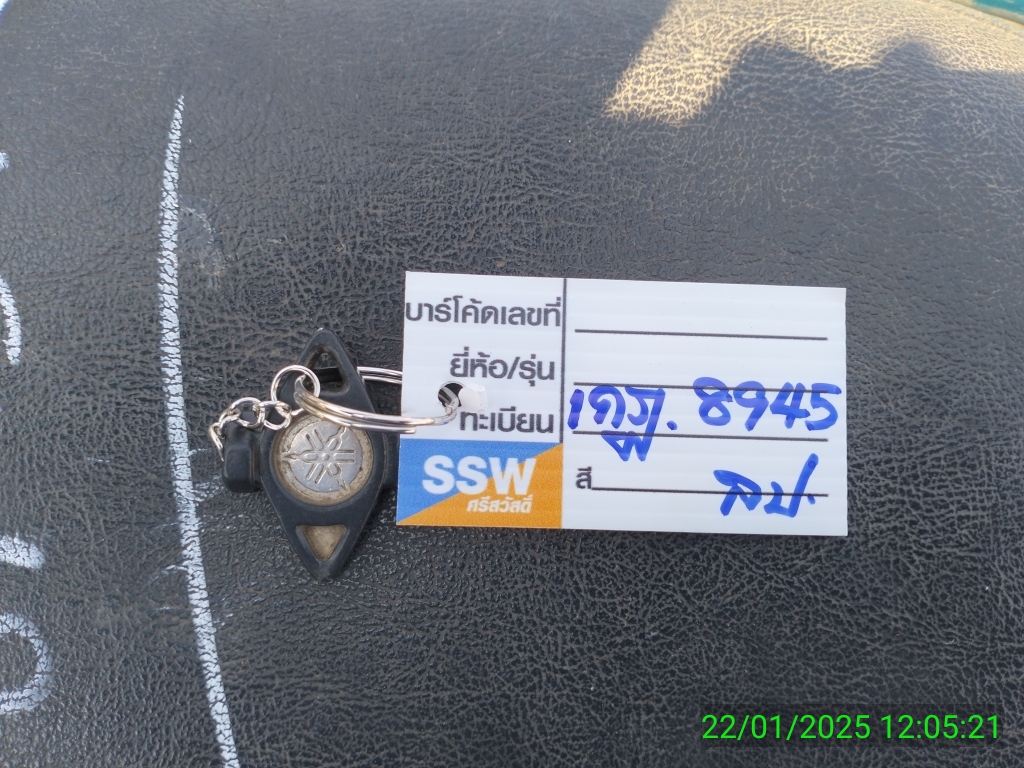 บาร์โค้ดเลขที่
ยี่ห้อ/รุ่น
ทะเบียน 1กฎ. 8945
สี ลป.
SSW
ศรีสวัสดิ์
22/01/2025 12:05:21